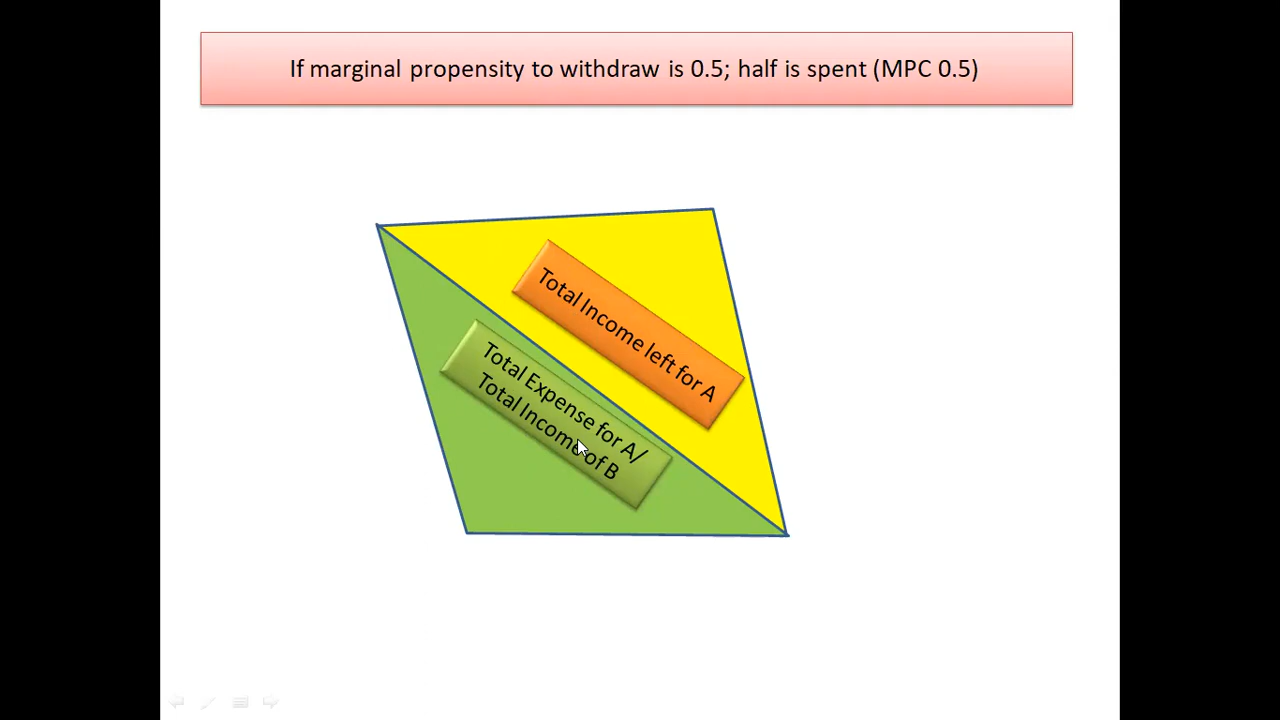 If marginal propensity to withdraw is 0.5; half is spent (MPC 0.5)
Total Income left for A
Total Expense for A/
Total Income of B